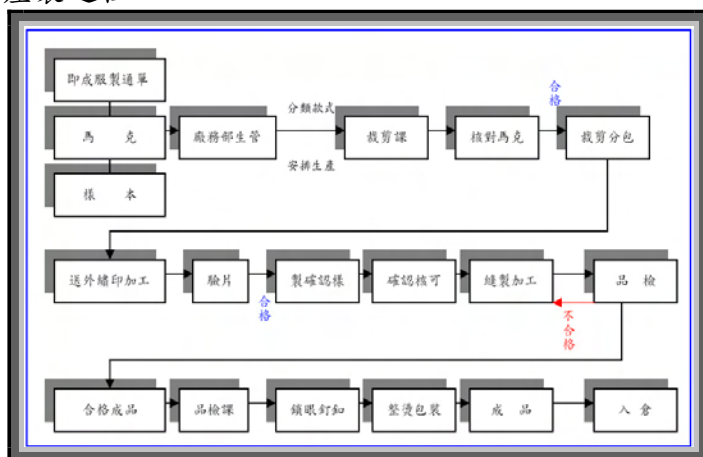 即成服製通單
馬 克
廠務部生管
分類款式
安排生產
裁剪課
核對馬克
合格
裁剪分包
樣 本
送外繡印加工
驗片
合格
製確認樣
確認核可
縫製加工
不合格
品 檢
合格成品
品檢課
鎖眼釘釦
整燙包裝
成 品
入 倉